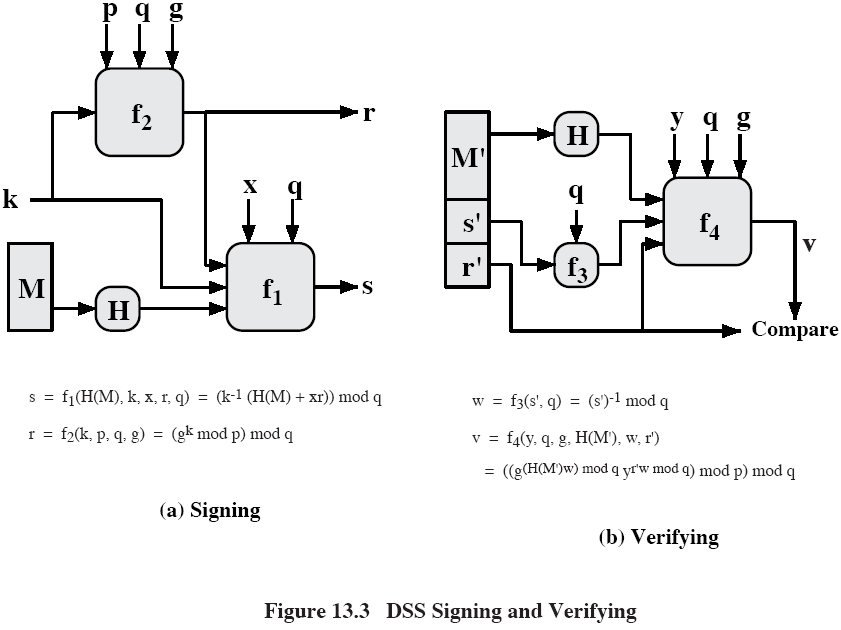 p q g
f2
r
k
x q
M
H
f1
s
s = f1(H(M), k, x, r, q) = (k-1 (H(M) + xr)) mod q
r = f2(k, p, q, g) = (gk mod p) mod q
(a) Signing
y q g
M'
H
q
s'
f4
r'
f3
v
Compare
w = f3(s', q) = (s')-1 mod q
v = f4(y, q, g, H(M'), w, r')
= ((g(H(M')w) mod q yr'w mod q) mod p) mod q
(b) Verifying
Figure 13.3 DSS Signing and Verifying